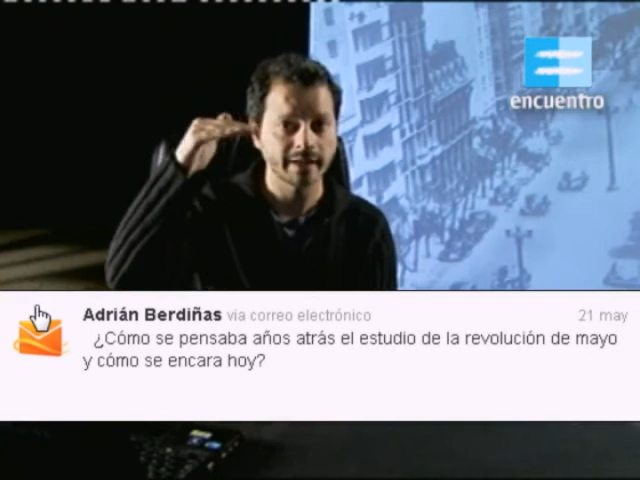 encuentro
Adrián Berdiñas vía correo electrónico 21 may
¿Cómo se pensaba años atrás el estudio de la revolución de mayo
y cómo se encara hoy?